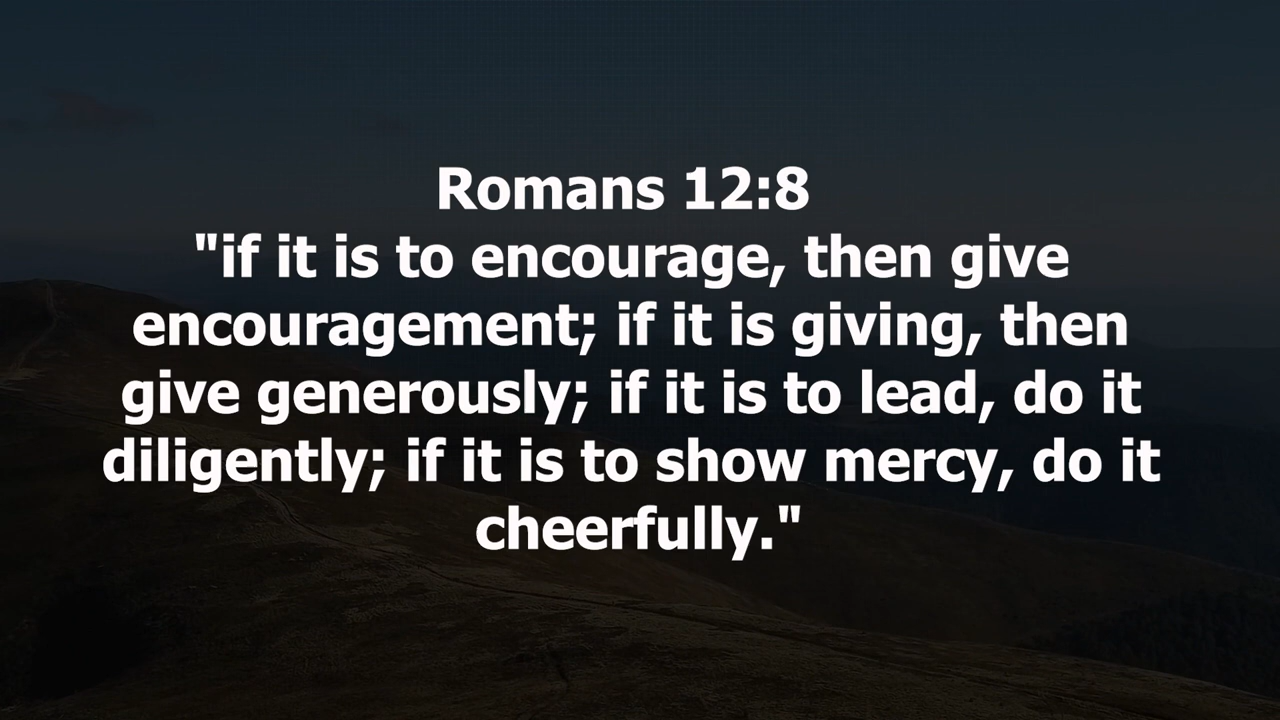 Romans 12:8
"if it is to encourage, then give
encouragement; if it is giving, then
give generously; if it is to lead, do it
diligently; if it is to show mercy, do it
cheerfully."